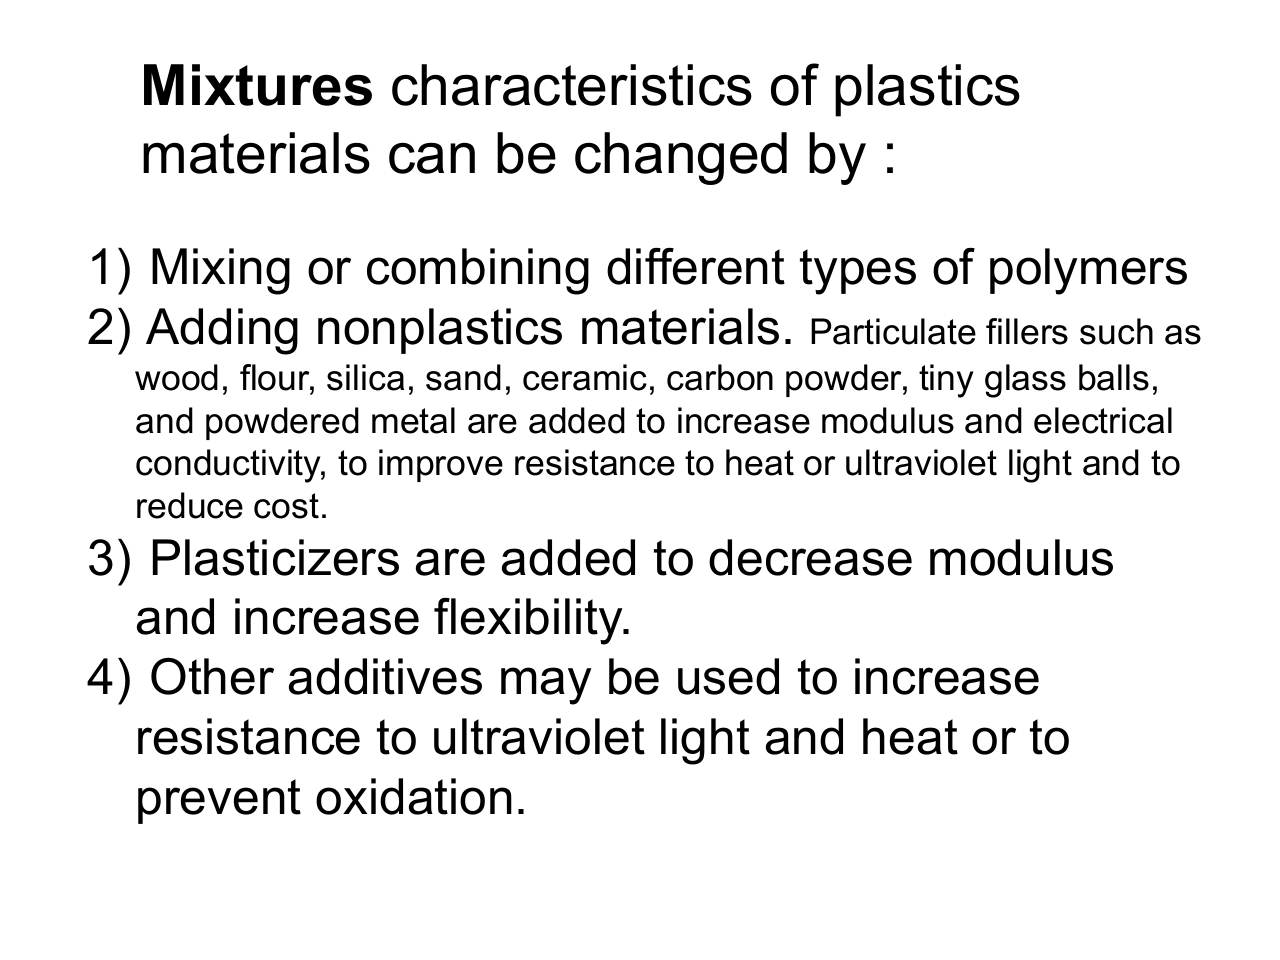 Mixtures characteristics of plastics
materials can be changed by :
1) Mixing or combining different types of polymers
2) Adding nonplastics materials. Particulate fillers such as
wood, flour, silica, sand, ceramic, carbon powder, tiny glass balls,
and powdered metal are added to increase modulus and electrical
conductivity, to improve resistance to heat or ultraviolet light and to
reduce cost.
3) Plasticizers are added to decrease modulus
and increase flexibility.
4) Other additives may be used to increase
resistance to ultraviolet light and heat or to
prevent oxidation.